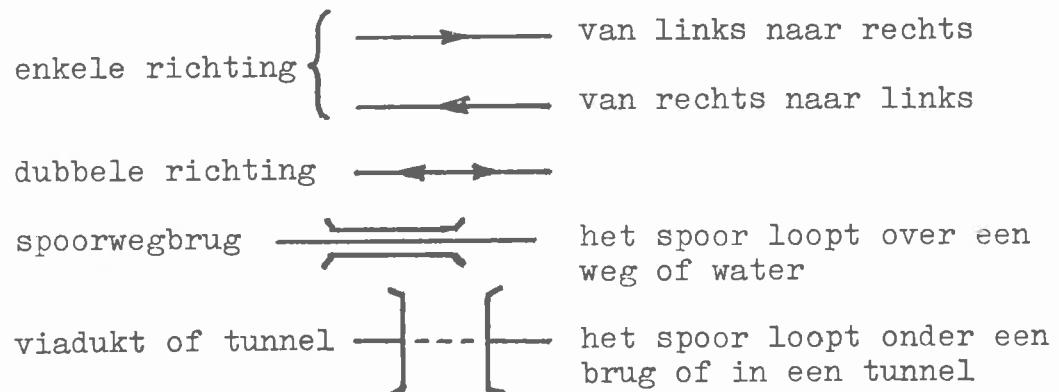 enkele richting
van links naar rechts
van rechts naar links
dubbele richting
spoorwegbrug
het spoor loopt over een
weg of water
viadukt of tunnel
het spoor loopt onder een
brug of in een tunnel